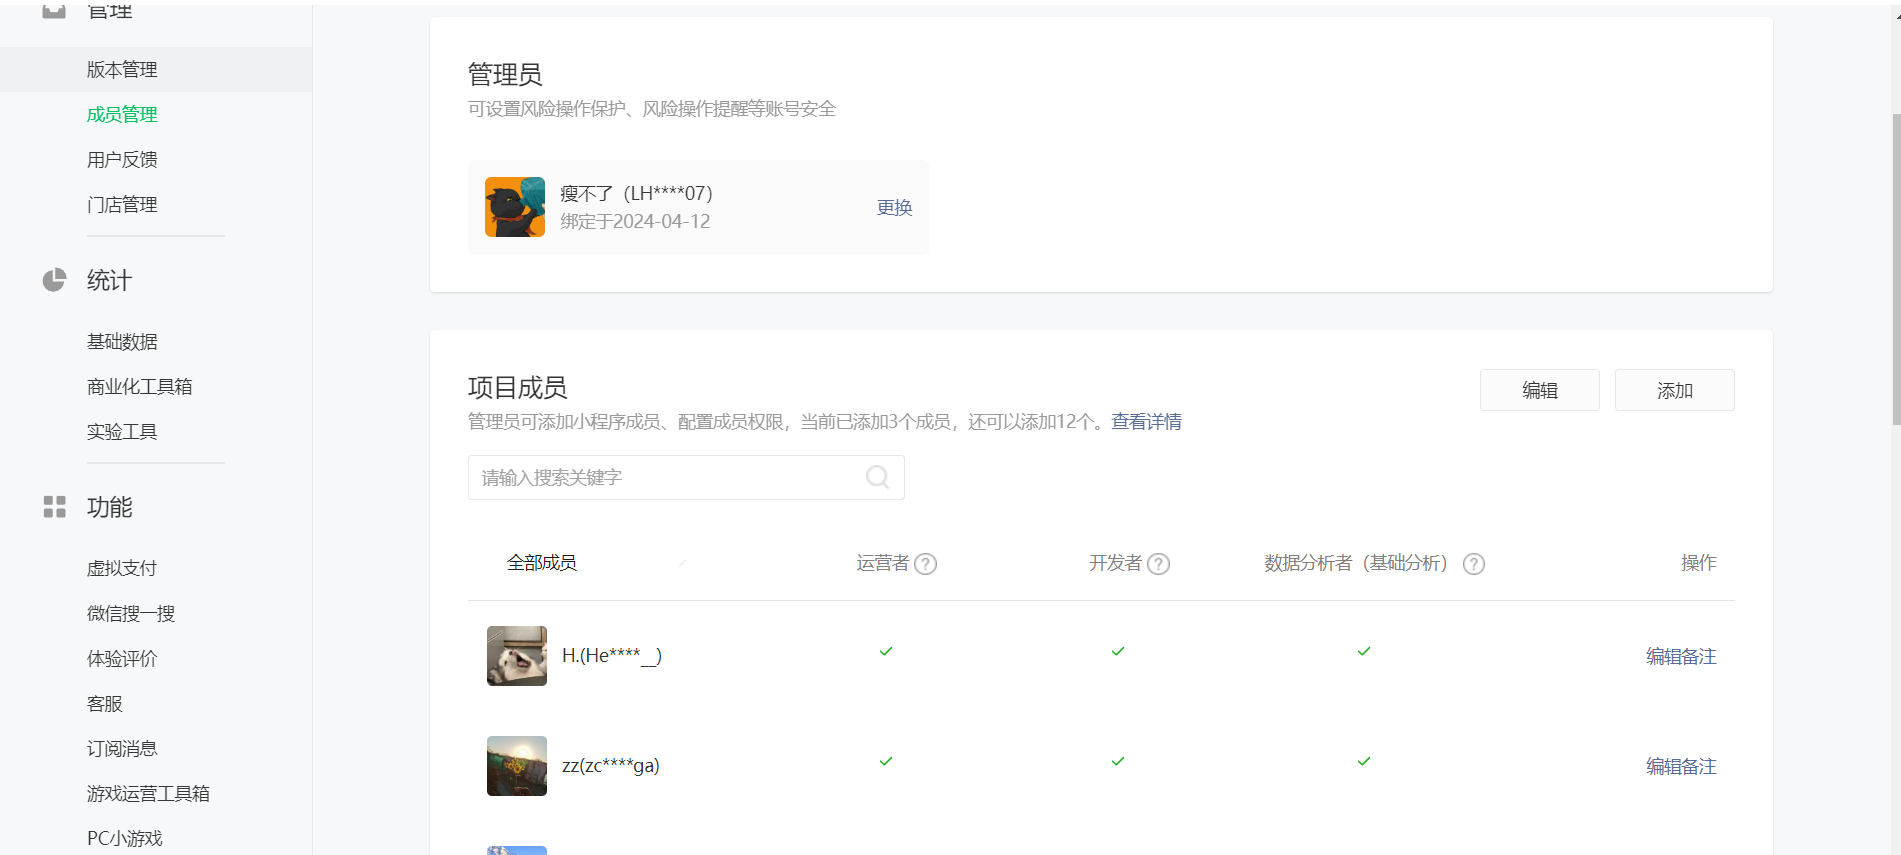 管理
版本管理
成员管理
用户反馈
门店管理
统计
基础数据
商业化工具箱
实验工具
功能
虚拟支付
微信搜一搜
体验评价
客服
订阅消息
游戏运营工具箱
PC小游戏
管理员
可设置风险操作保护、风险操作提醒等账号安全
瘦不了（LH****07）
绑定于2024-04-12
更换
项目成员
编辑
添加
管理员可添加小程序成员、配置成员权限，当前已添加3个成员，还可以添加12个。查看详情
请输入搜索关键字
全部成员 运营者 ? 开发者 ? 数据分析者（基础分析） ? 操作
H.(He****__) 编辑备注
zz(zc****ga) 编辑备注